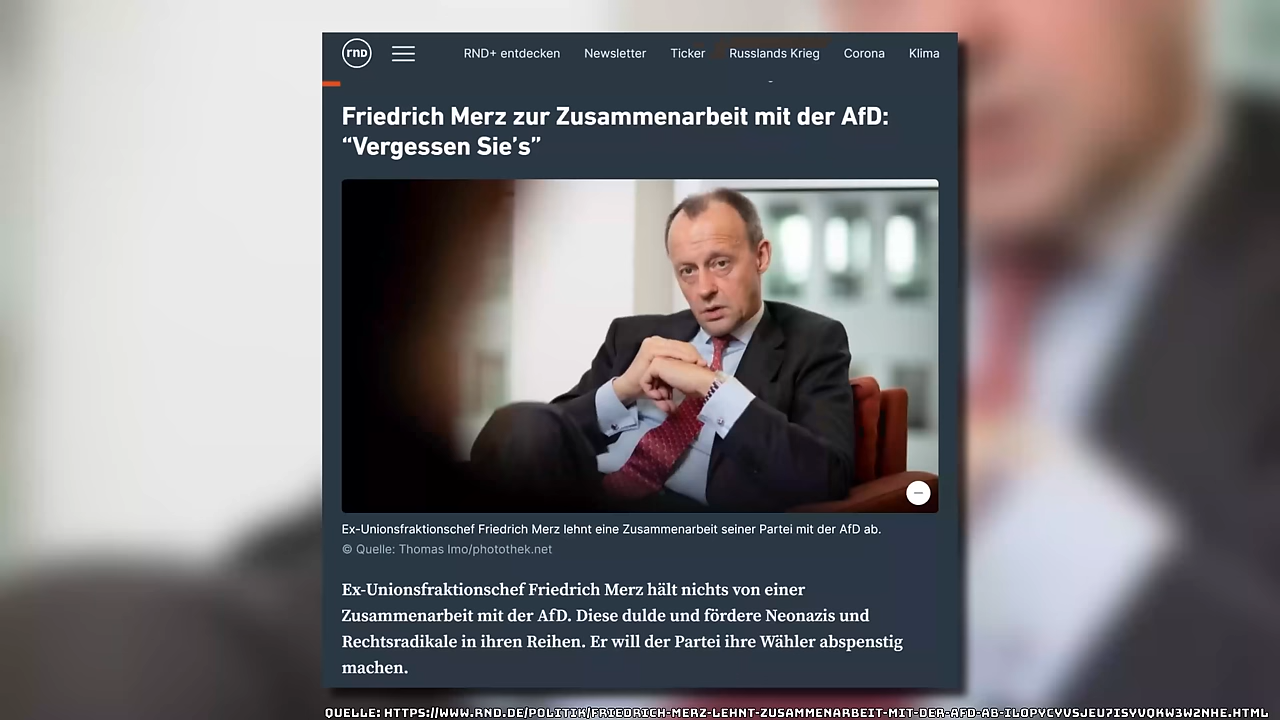 rnd RND+ entdecken Newsletter Ticker Russlands Krieg Corona Klima
Friedrich Merz zur Zusammenarbeit mit der AfD:
“Vergessen Sie’s”
Ex-Unionsfraktionschef Friedrich Merz lehnt eine Zusammenarbeit seiner Partei mit der AfD ab.
© Quelle: Thomas Imo/photothek.net
Ex-Unionsfraktionschef Friedrich Merz hält nichts von einer
Zusammenarbeit mit der AfD. Diese dulde und fördere Neonazis und
Rechtsradikale in ihren Reihen. Er will der Partei ihre Wähler abspenstig
machen.
QUELLE: HTTPS://WWW.RND.DE/POLITIK/FRIEDRICH-MERZ-LEHNT-ZUSAMMENARBEIT-MIT-DER-AFD-AB-ILOPYCYVSJEU7ISYVQKW3W2NHE.HTML